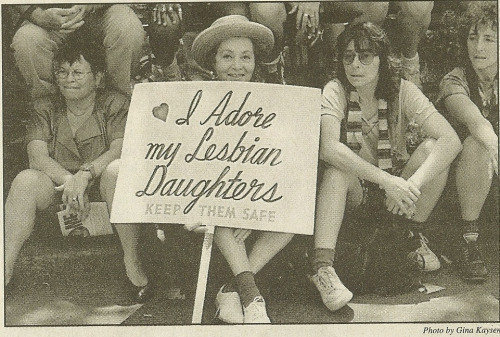 I Adore
my Lesbian
Daughters
KEEP THEM SAFE
Photo by Gina Kayser